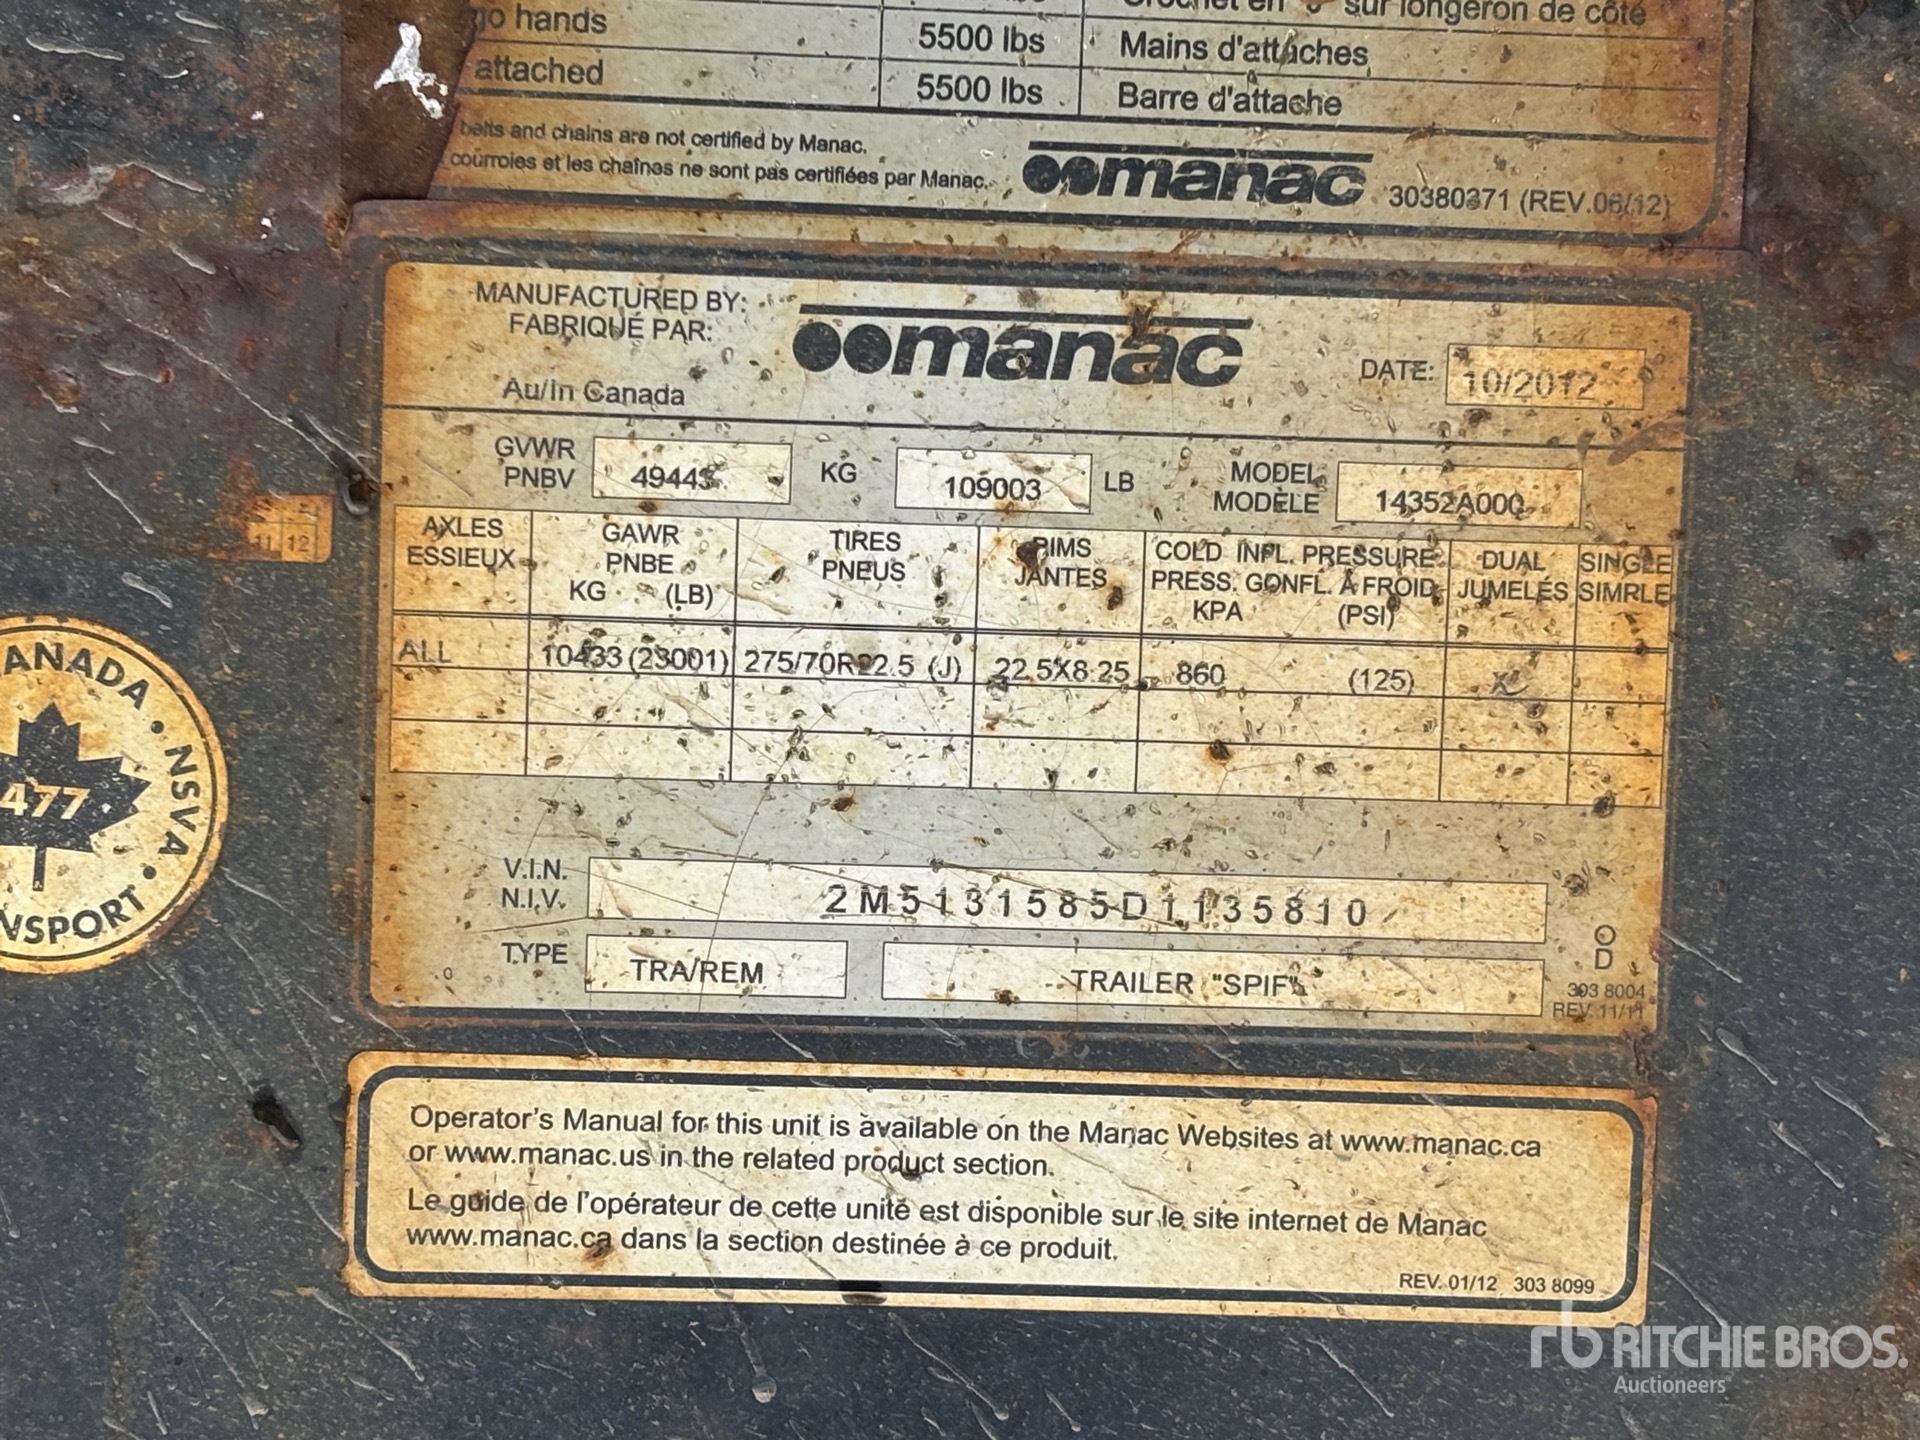 sur longeron de côté
go hands 5500 lbs Mains d'attaches
attached 5500 lbs Barre d'attache
belts and chains are not certified by Manac.
courroies et les chaînes ne sont pas certifiées par Manac.
manac 30380371 (REV.06/12)
MANUFACTURED BY:
FABRIQUÉ PAR:
manac
Au/In Canada
DATE: 10/2012
GVWR
PNBV
49443 KG 109003 LB
MODEL
MODÈLE
14352A000
AXLES
ESSIEUX
GAWR
PNBE
KG (LB)
TIRES
PNEUS
RIMS
JANTES
COLD INFL. PRESSURE
PRESS. GONFL. À FROID
KPA (PSI)
DUAL
JUMELÉS
SINGLE
SIMPLE
ALL 10433 (23001) 275/70R22.5 (J) 22.5X8.25 860 (125) X
V.I.N.
N.I.V.
2M5131585D1135810
TYPE TRA/REM TRAILER "SPIF"
303 8004
REV. 11/11
11 12
CANADA • NSVA •
477
Operator's Manual for this unit is available on the Manac Websites at www.manac.ca
or www.manac.us in the related product section.
Le guide de l'opérateur de cette unité est disponible sur le site internet de Manac
www.manac.ca dans la section destinée à ce produit.
REV. 01/12 303 8099
rb RITCHIE BROS.
Auctioneers